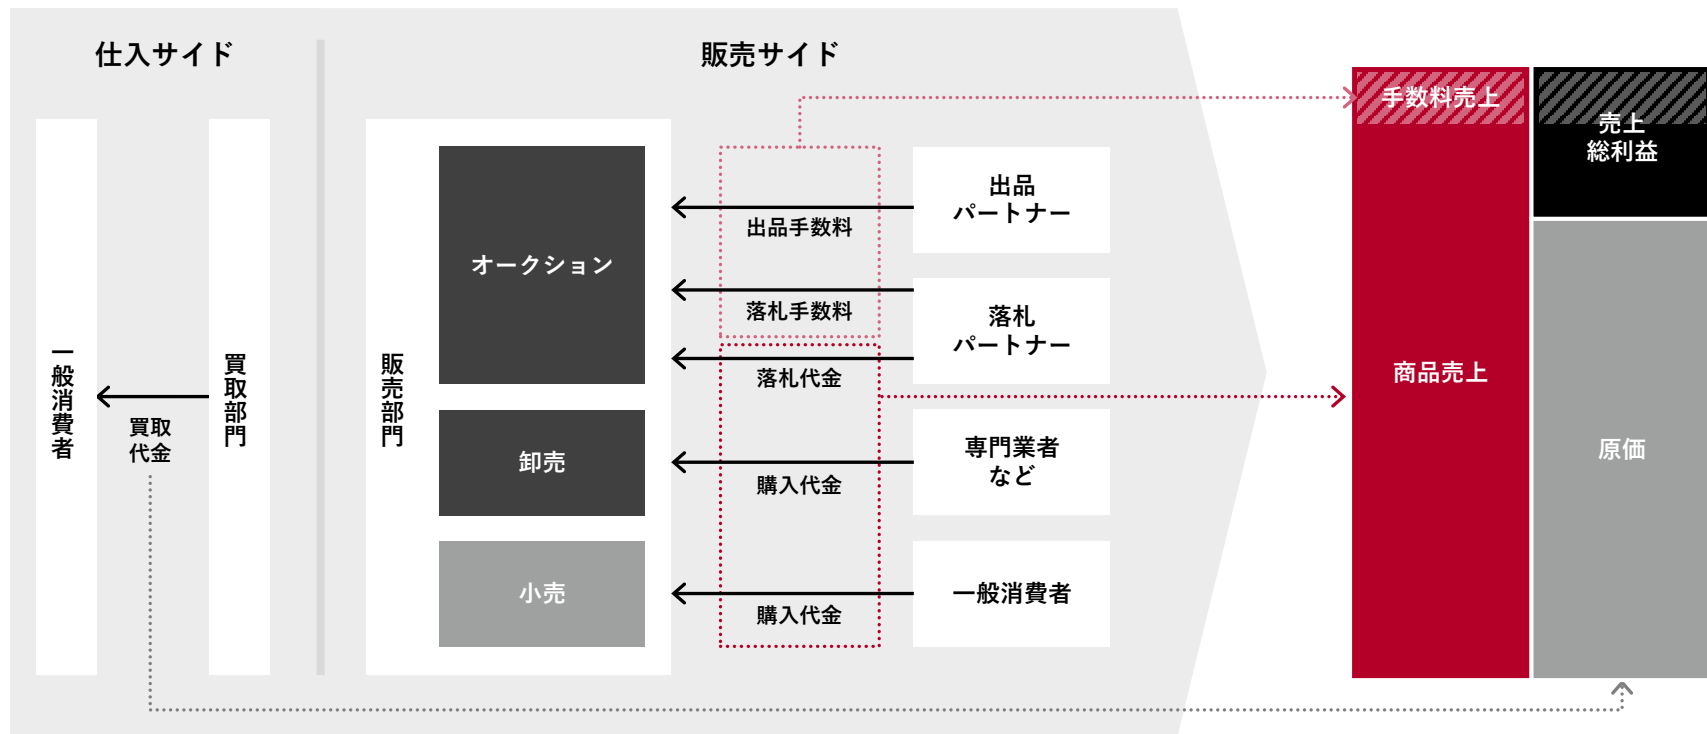 仕入サイド
販売サイド
一般消費者
買取
代金
買取部門
販売部門
オークション
卸売
小売
出品手数料
落札手数料
落札代金
購入代金
購入代金
出品
パートナー
落札
パートナー
専門業者
など
一般消費者
手数料売上
商品売上
売上
総利益
原価